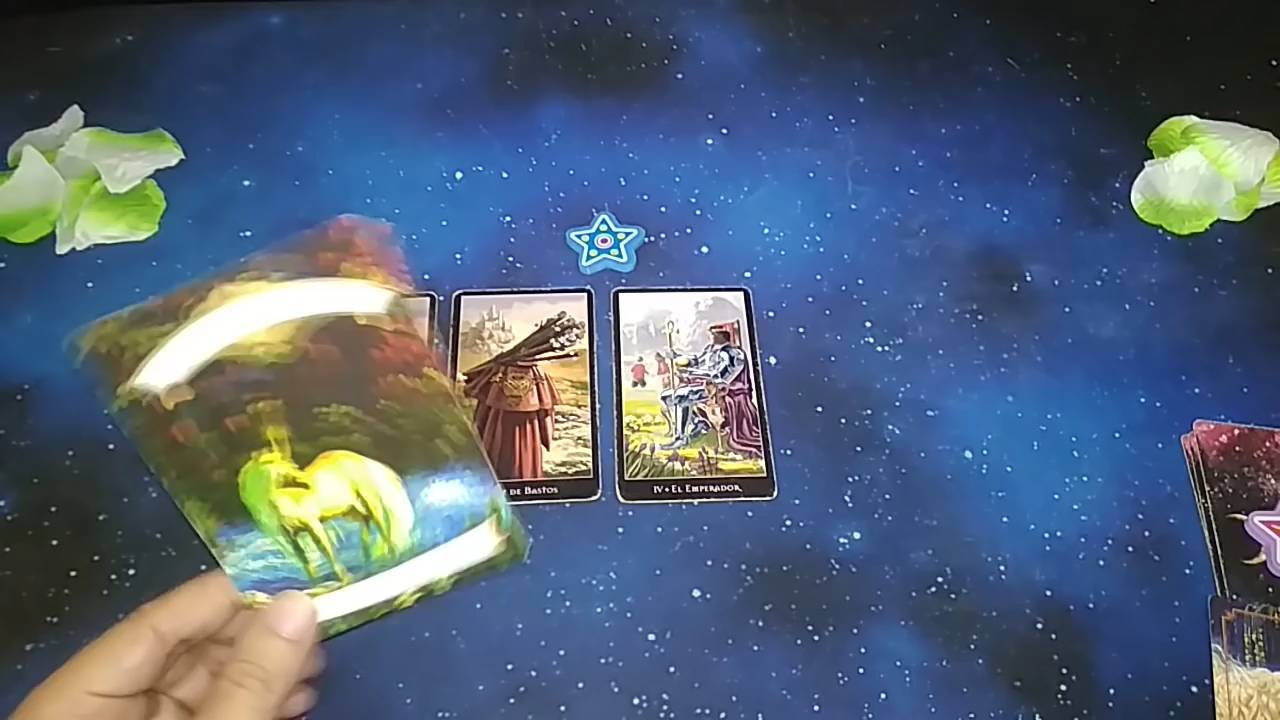 DE BASTOS
IV • EL EMPERADOR